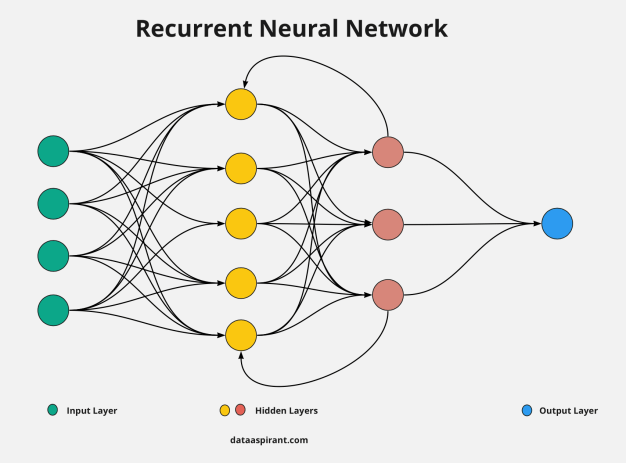 Recurrent Neural Network
Input Layer
Hidden Layers
Output Layer
dataaspirant.com